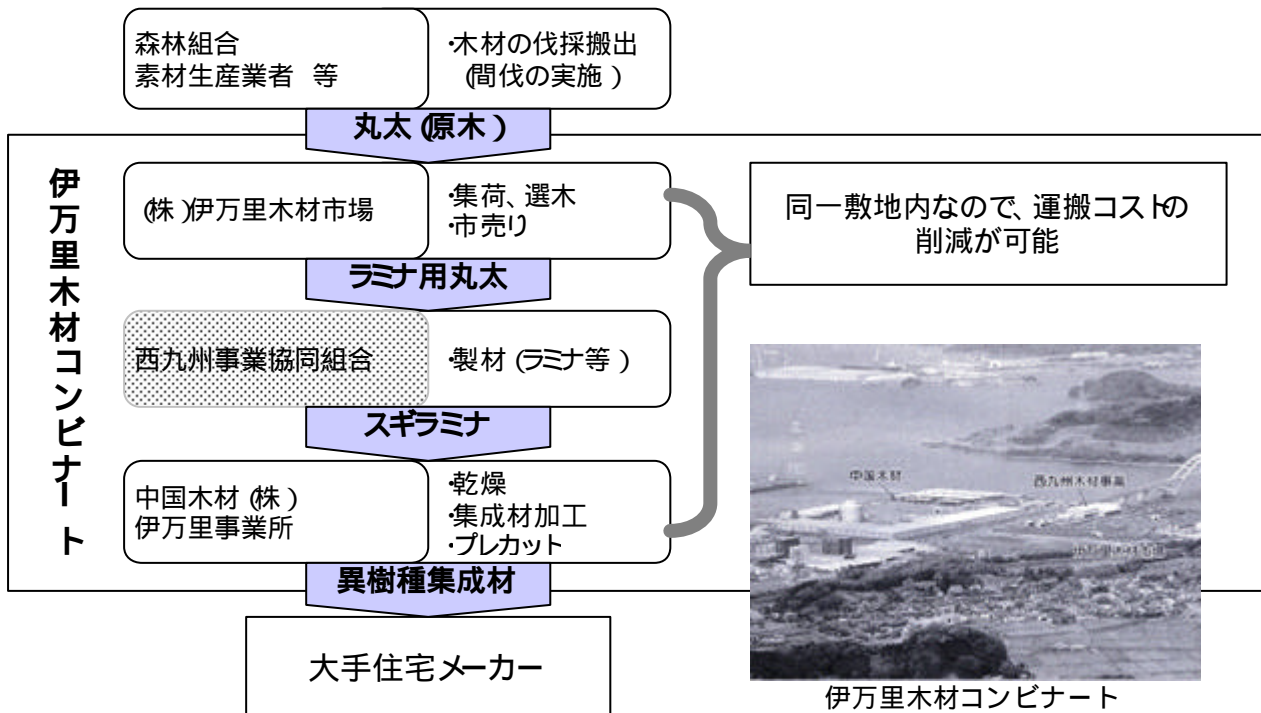 森林組合
素材生産業者 等
・木材の伐採搬出
(間伐の実施)
丸太(原木)
伊万里木材コンビナート
(株)伊万里木材市場
・集荷、選木
・市売り
同一敷地内なので、運搬コストの
削減が可能
ラミナ用丸太
西九州事業協同組合
・製材(ラミナ等)
スギラミナ
中国木材(株)
伊万里事業所
・乾燥
・集成材加工
・プレカット
異樹種集成材
大手住宅メーカー
中国木材
西九州木材事業
伊万里木材コンビナート